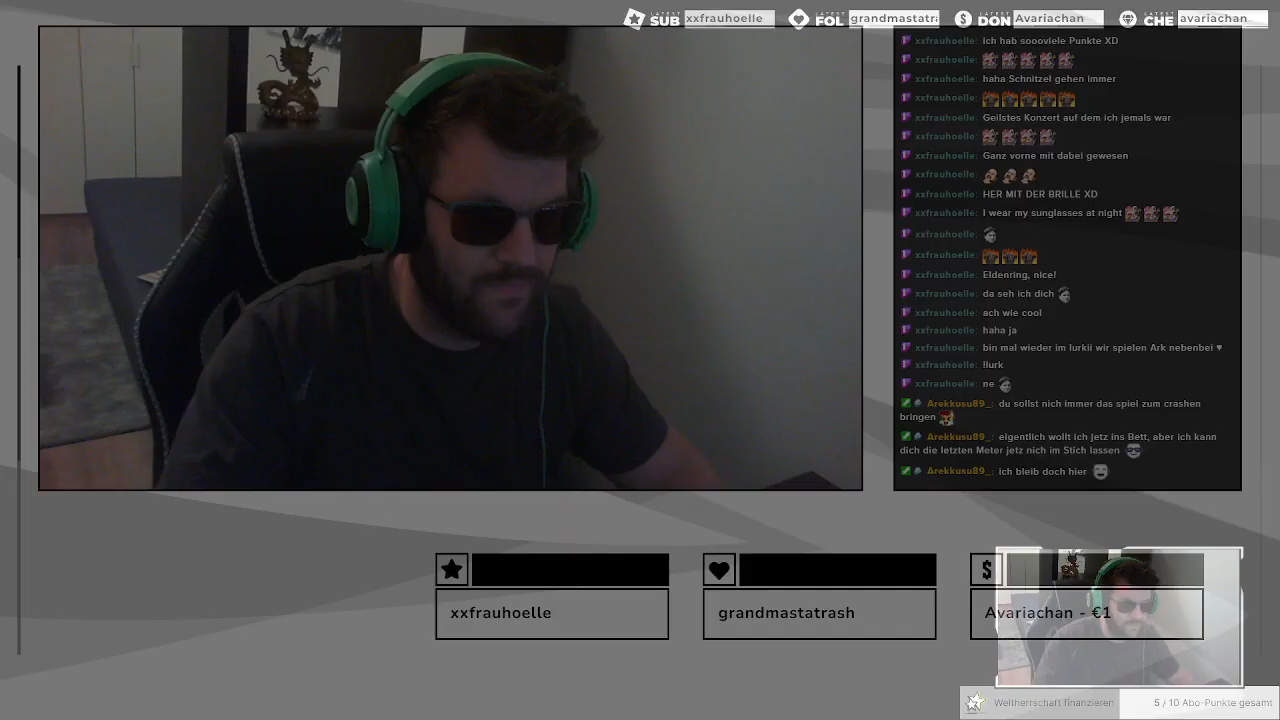 LATEST SUB xxfrauhoelle LATEST FOL grandmastatra LATEST DON Avariachan LATEST CHE avariachan
xxfrauhoelle: ich hab soooviele Punkte XD
xxfrauhoelle:
xxfrauhoelle: haha Schnitzel gehen immer
xxfrauhoelle:
xxfrauhoelle: Geilstes Konzert auf dem ich jemals war
xxfrauhoelle:
xxfrauhoelle: Ganz vorne mit dabei gewesen
xxfrauhoelle:
xxfrauhoelle: HER MIT DER BRILLE XD
xxfrauhoelle: I wear my sunglasses at night
xxfrauhoelle:
xxfrauhoelle:
xxfrauhoelle: Eldenring, nice!
xxfrauhoelle: da seh ich dich
xxfrauhoelle: ach wie cool
xxfrauhoelle: haha ja
xxfrauhoelle: bin mal wieder im lurkii wir spielen Ark nebenbei ♥
xxfrauhoelle: !lurk
xxfrauhoelle: ne
Arekkusu89_: du sollst nich immer das spiel zum crashen
bringen
Arekkusu89_: eigentlich wollt ich jetz ins Bett, aber ich kann
dich die letzten Meter jetz nich im Stich lassen
Arekkusu89_: ich bleib doch hier
xxfrauhoelle
grandmastatrash
$
Avariachan - €1
Weltherrschaft finanzieren 5 / 10 Abo-Punkte gesamt